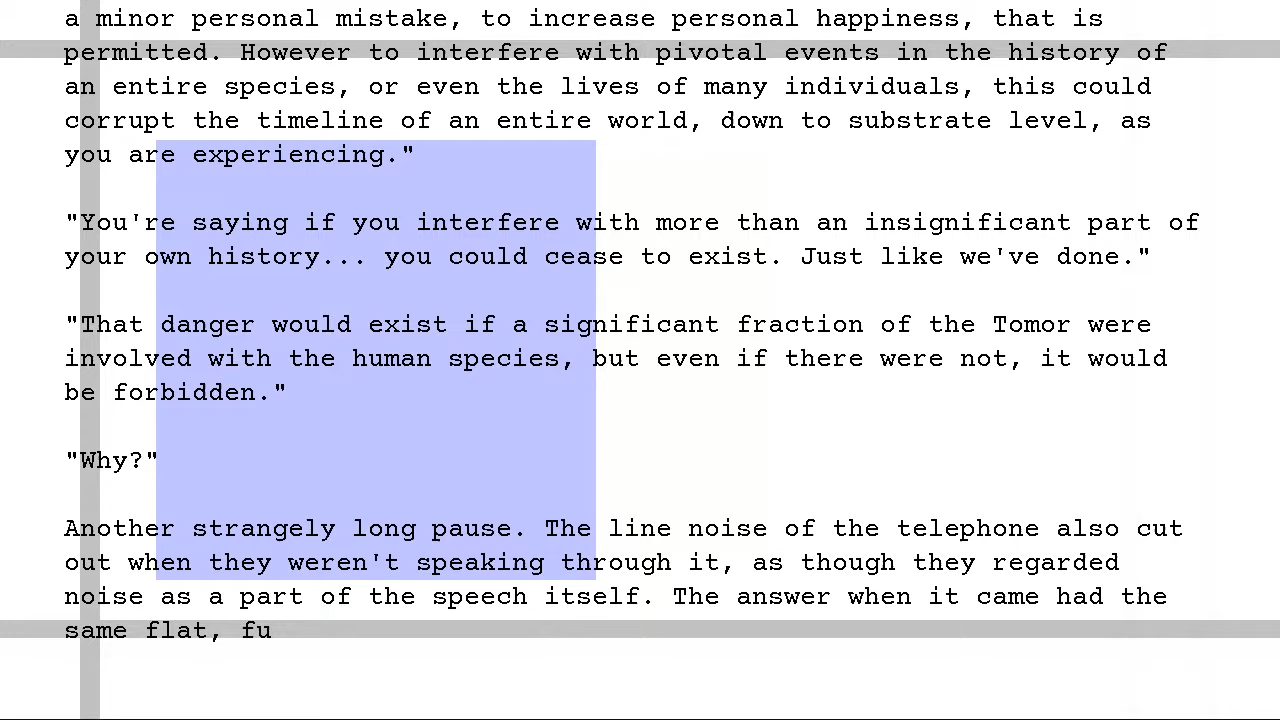 a minor personal mistake, to increase personal happiness, that is
permitted. However to interfere with pivotal events in the history of
an entire species, or even the lives of many individuals, this could
corrupt the timeline of an entire world, down to substrate level, as
you are experiencing."
"You're saying if you interfere with more than an insignificant part of
your own history... you could cease to exist. Just like we've done."
"That danger would exist if a significant fraction of the Tomor were
involved with the human species, but even if there were not, it would
be forbidden."
"Why?"
Another strangely long pause. The line noise of the telephone also cut
out when they weren't speaking through it, as though they regarded
noise as a part of the speech itself. The answer when it came had the
same flat, fu